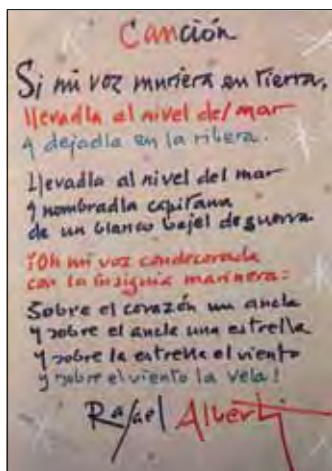 Canción
Si mi voz muriera en tierra,
llevadla al nivel del mar
y dejadla en la ribera.
Llevadla al nivel del mar
y nombradla capitana
de un blanco bajel de guerra
¡Oh mi voz condecorada
con la insignia marinera:
Sobre el corazón un ancla
y sobre el ancla una estrella
y sobre la estrella el viento
y sobre el viento la vela!
Rafael Alberti